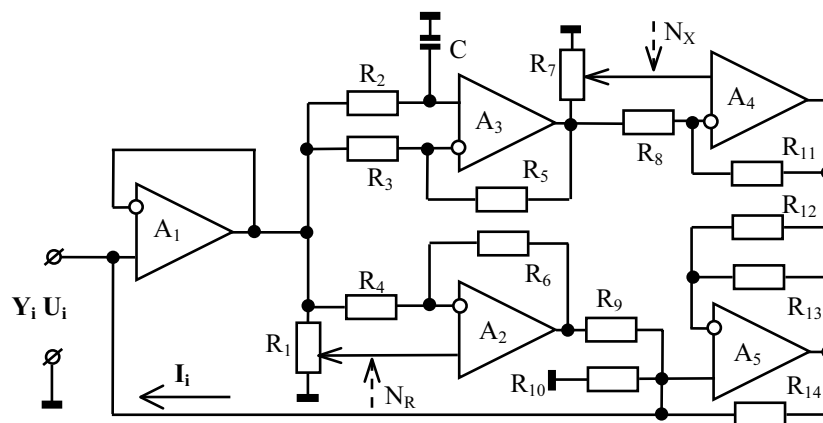 C
N_X
R_7
R_2
A_3
A_4
R_3
R_5
R_8
R_11
A_1
R_12
R_4
R_6
R_9
R_13
Y_i U_i
R_1
A_2
A_5
R_10
R_14
I_i
N_R